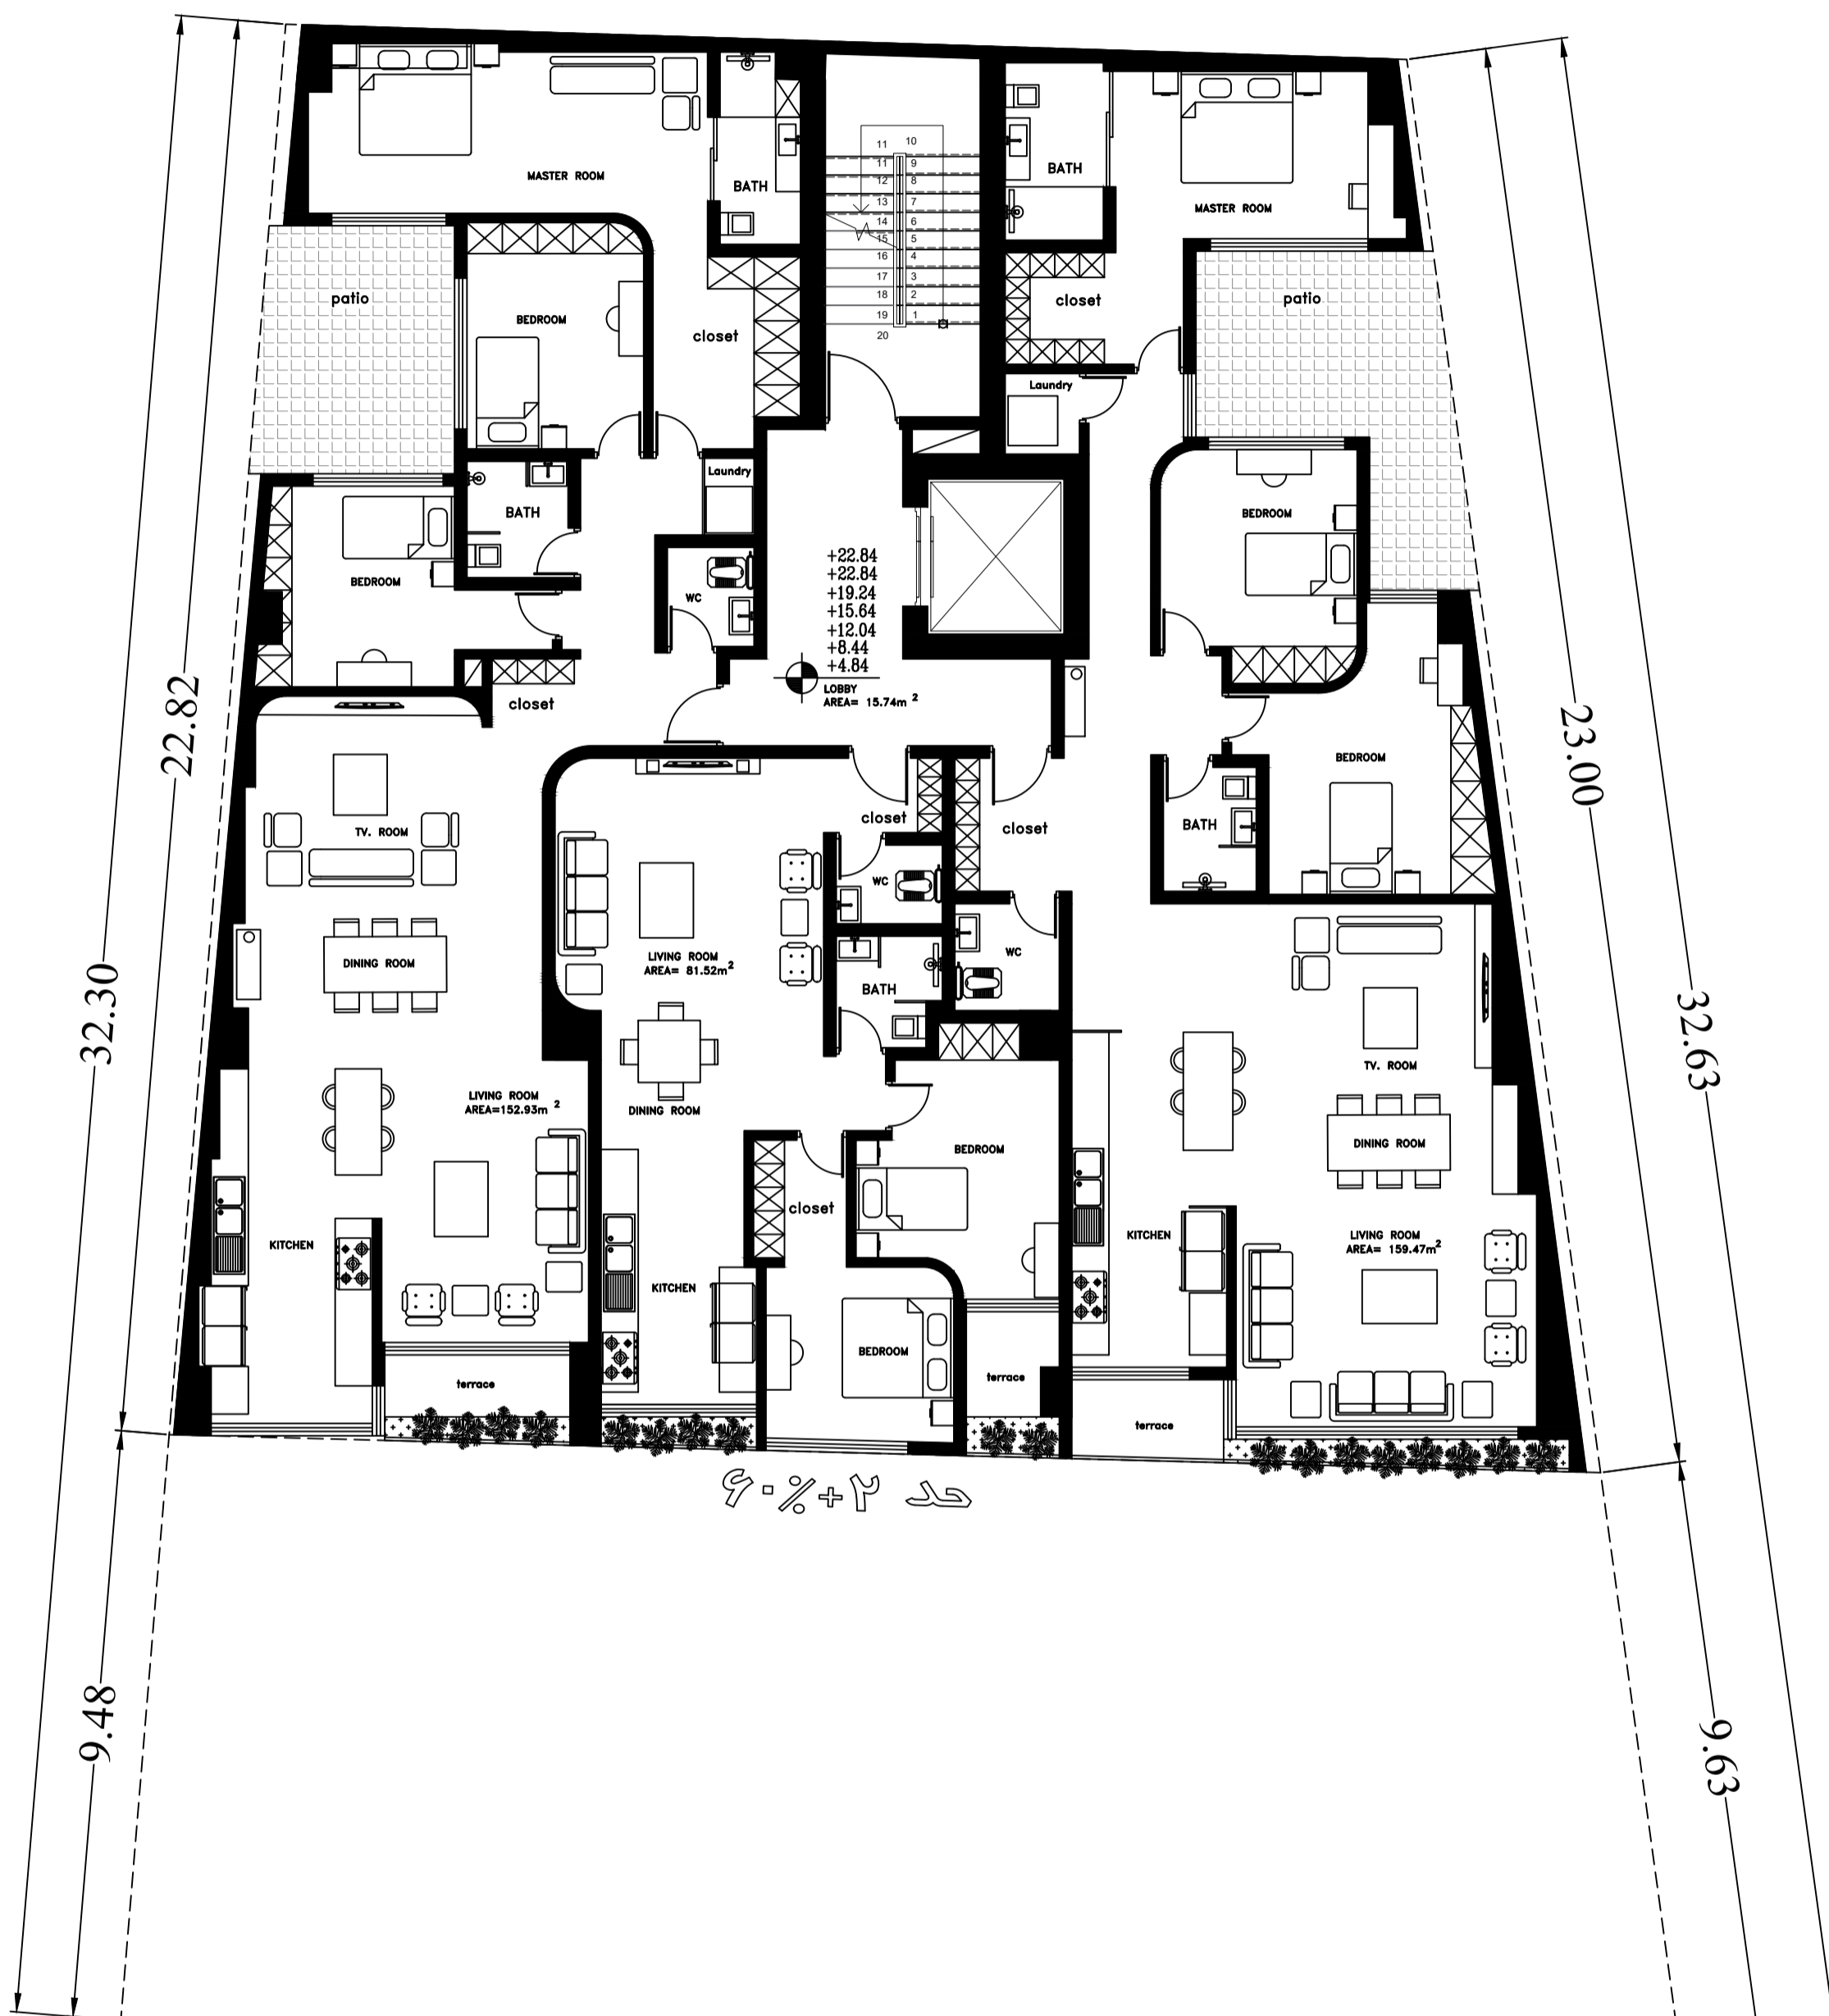 MASTER ROOM
BATH
11 10
11 9
12 8
13 7
14 6
15 5
16 4
17 3
18 2
19 1
20
BATH
MASTER ROOM
patio
BEDROOM
closet
closet
patio
Laundry
Laundry
BATH
BEDROOM
BEDROOM
WC
+22.84
+22.84
+19.24
+15.64
+12.04
+8.44
+4.84
LOBBY
AREA= 15.74m 2
closet
22.82
23.00
BEDROOM
TV. ROOM
closet
closet
BATH
WC
DINING ROOM
LIVING ROOM
AREA= 81.52m2
WC
BATH
32.30
32.63
TV. ROOM
LIVING ROOM
AREA=152.93m 2
DINING ROOM
BEDROOM
DINING ROOM
closet
KITCHEN
KITCHEN
KITCHEN
LIVING ROOM
AREA= 159.47m2
BEDROOM
terrace
terrace
terrace
حد ۶۰%+۲
9.48
9.63